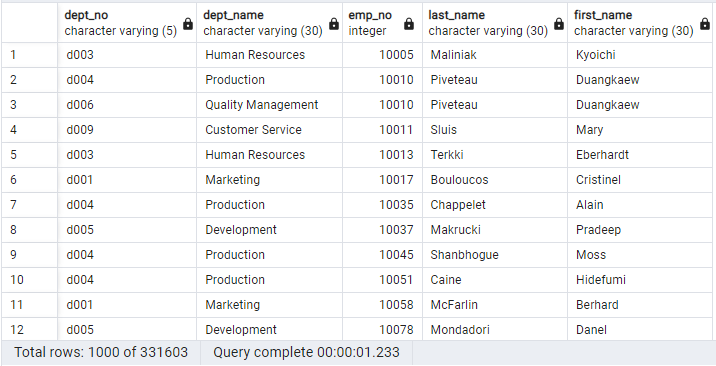 dept_no dept_name emp_no last_name first_name
character varying (5) character varying (30) integer character varying (30) character varying (30)
1 d003 Human Resources 10005 Maliniak Kyoichi
2 d004 Production 10010 Piveteau Duangkaew
3 d006 Quality Management 10010 Piveteau Duangkaew
4 d009 Customer Service 10011 Sluis Mary
5 d003 Human Resources 10013 Terkki Eberhardt
6 d001 Marketing 10017 Bouloucos Cristinel
7 d004 Production 10035 Chappelet Alain
8 d005 Development 10037 Makrucki Pradeep
9 d004 Production 10045 Shanbhogue Moss
10 d004 Production 10051 Caine Hidefumi
11 d001 Marketing 10058 McFarlin Berhard
12 d005 Development 10078 Mondadori Danel
Total rows: 1000 of 331603 Query complete 00:00:01.233